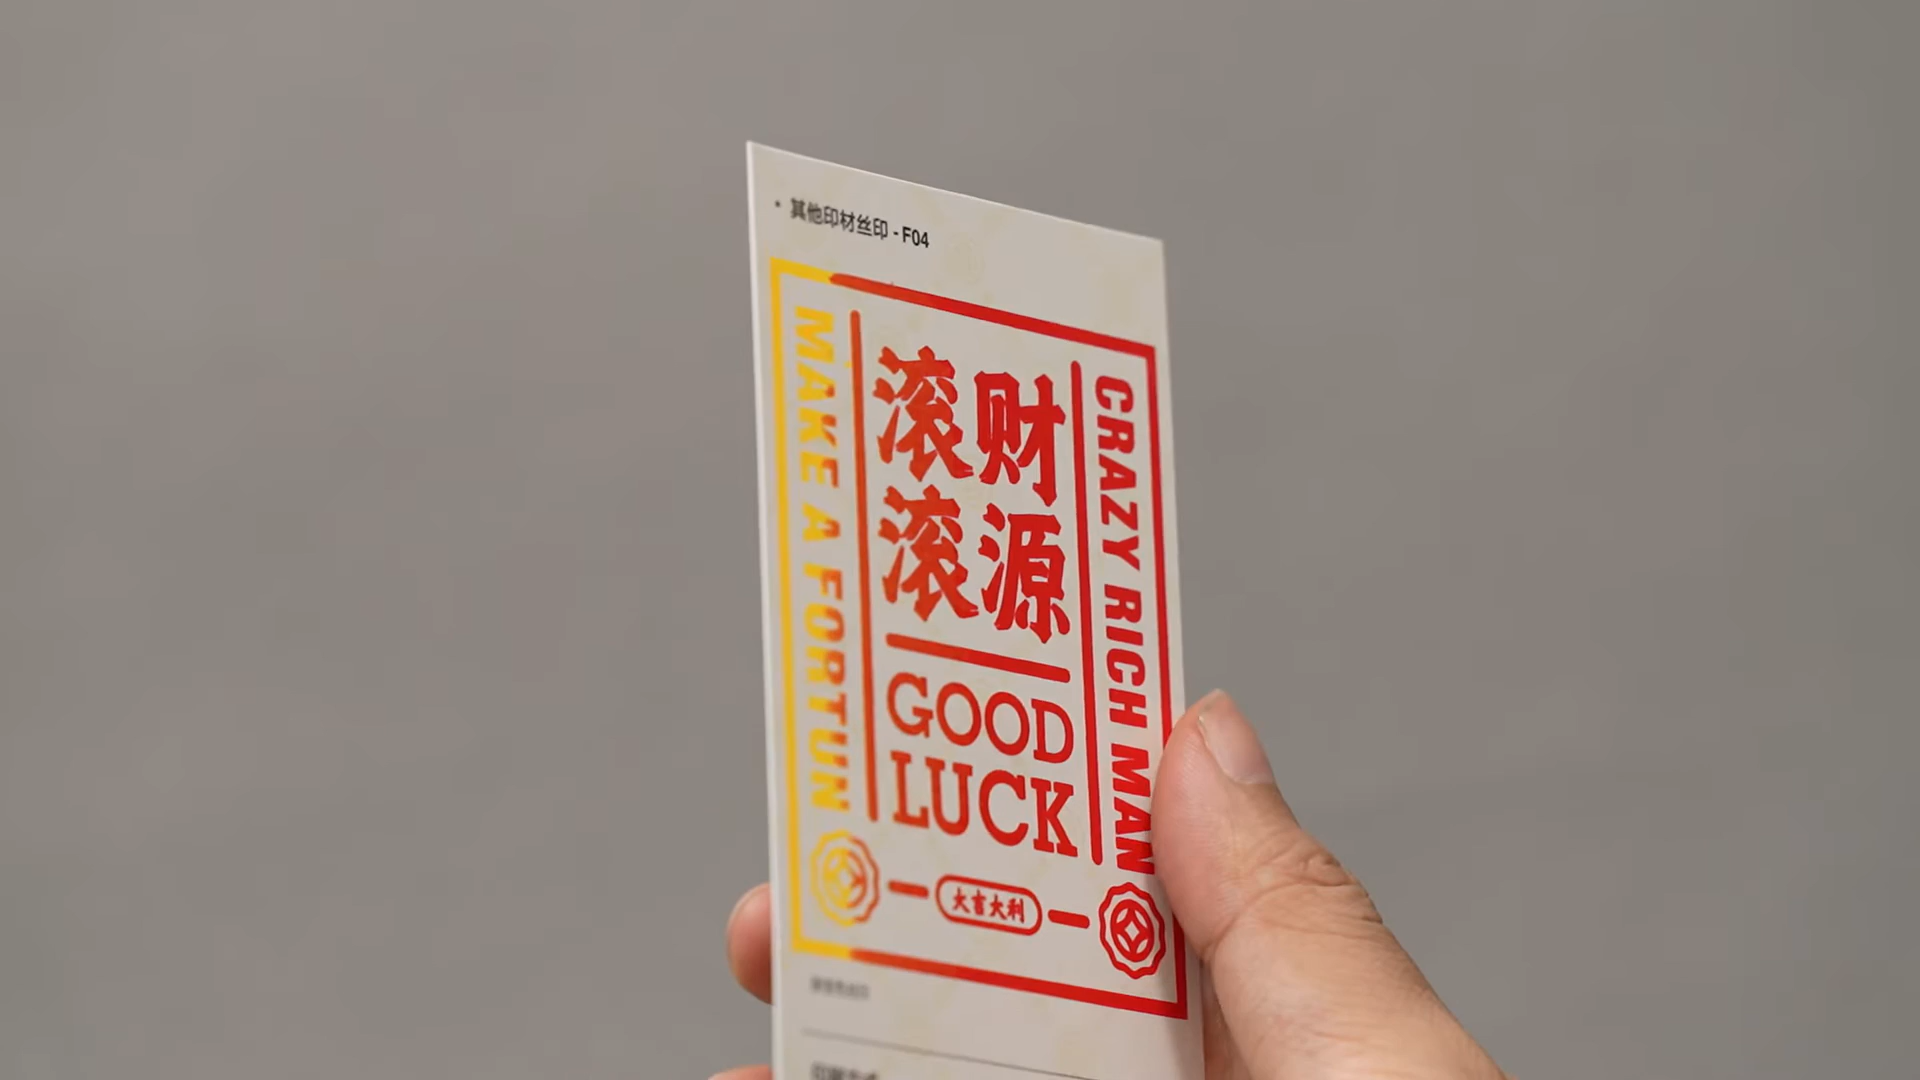 • 其他印材丝印 - F04
MAKE A FORTUN
财源
滚滚
CRAZY RICH MAN
GOOD
LUCK
大吉大利